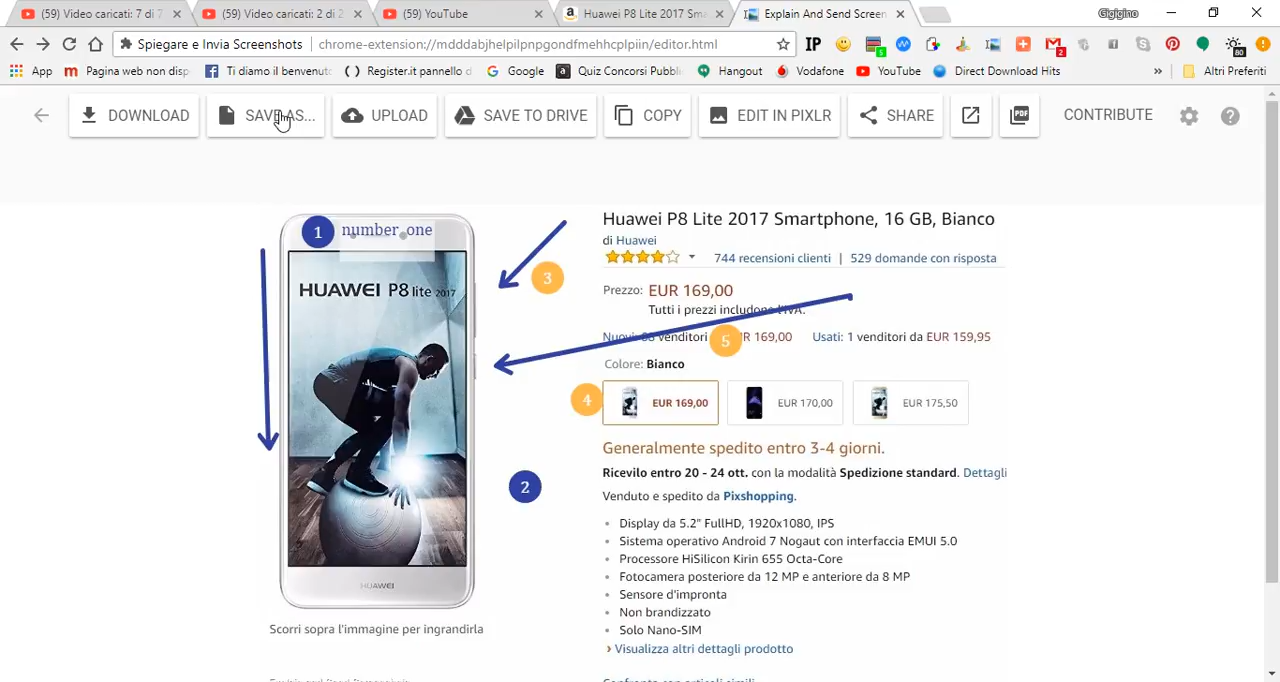 (59) Video caricati: 7 di 7
(59) Video caricati: 2 di 2
(59) YouTube
Huawei P8 Lite 2017 Sm
Explain And Send Screen
Gigigino
Spiegare e Invia Screenshot
chrome-extension://mdddabjhelpilpnpgondfmehhcplpiin/editor.html
IP
5
2
80
App
Pagina web non disp
Ti diamo il benvenut
Register.it pannello d
Google
Quiz Concorsi Pubbli
Hangout
Vodafone
YouTube
Direct Download Hits
»
Altri Preferiti
DOWNLOAD
SAVE AS...
UPLOAD
SAVE TO DRIVE
COPY
EDIT IN PIXLR
SHARE
PDF
CONTRIBUTE
1
number one
HUAWEI P8 lite 2017
HUAWEI
Scorri sopra l'immagine per ingrandirla
2
3
4
5
Huawei P8 Lite 2017 Smartphone, 16 GB, Bianco
di Huawei
744 recensioni clienti | 529 domande con risposta
Prezzo: EUR 169,00
Tutti i prezzi includono l'IVA.
Nuovi: venditori EUR 169,00 Usati: 1 venditori da EUR 159,95
Colore: Bianco
EUR 169,00
EUR 170,00
EUR 175,50
Generalmente spedito entro 3-4 giorni.
Ricevilo entro 20 - 24 ott. con la modalità Spedizione standard. Dettagli
Venduto e spedito da Pixshopping.
Display da 5.2" FullHD, 1920x1080, IPS
Sistema operativo Android 7 Nogaut con interfaccia EMUI 5.0
Processore HiSilicon Kirin 655 Octa-Core
Fotocamera posteriore da 12 MP e anteriore da 8 MP
Sensore d'impronta
Non brandizzato
Solo Nano-SIM
› Visualizza altri dettagli prodotto